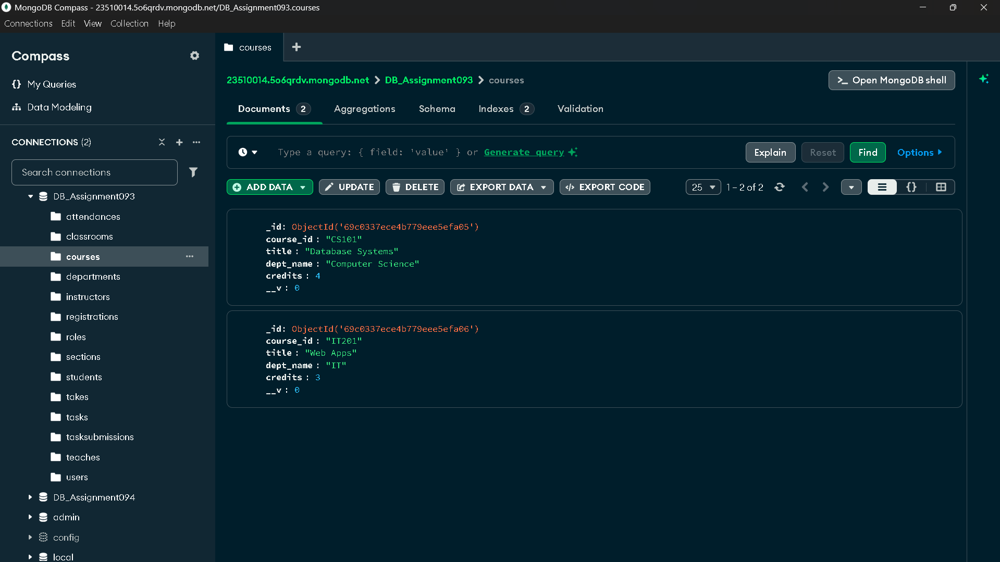 MongoDB Compass - 23510014.5o6qrdv.mongodb.net/DB_Assignment093.courses
Connections Edit View Collection Help
Compass
{} My Queries
Data Modeling
CONNECTIONS (2)
Search connections
DB_Assignment093
attendances
classrooms
courses
departments
instructors
registrations
roles
sections
students
takes
tasks
tasksubmissions
teaches
users
DB_Assignment094
admin
config
local
courses
23510014.5o6qrdv.mongodb.net > DB_Assignment093 > courses
>_ Open MongoDB shell
Documents 2 Aggregations Schema Indexes 2 Validation
Type a query: { field: 'value' } or Generate query
Explain Reset Find Options
ADD DATA UPDATE DELETE EXPORT DATA </> EXPORT CODE
25 1 – 2 of 2 {}
_id: ObjectId('69c0337ece4b779eee5efa05')
course_id : "CS101"
title : "Database Systems"
dept_name : "Computer Science"
credits : 4
__v : 0
_id: ObjectId('69c0337ece4b779eee5efa06')
course_id : "IT201"
title : "Web Apps"
dept_name : "IT"
credits : 3
__v : 0